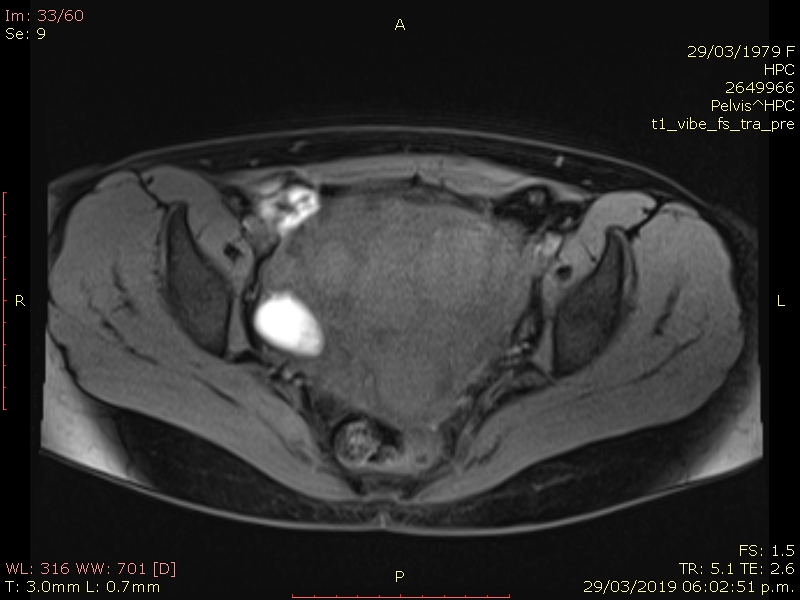 Im: 33/60
Se: 9
A
29/03/1979 F
HPC
2649966
Pelvis^HPC
t1_vibe_fs_tra_pre
R
L
WL: 316 WW: 701 [D]
T: 3.0mm L: 0.7mm
P
FS: 1.5
TR: 5.1 TE: 2.6
29/03/2019 06:02:51 p.m.